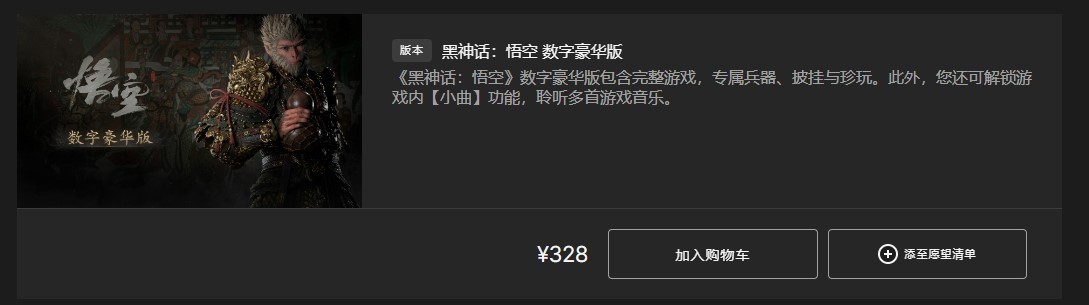 悟空
数字豪华版
版本 黑神话：悟空 数字豪华版
《黑神话：悟空》数字豪华版包含完整游戏，专属兵器、披挂与珍玩。此外，您还可解锁游
戏内【小曲】功能，聆听多首游戏音乐。
¥328 加入购物车 添至愿望清单